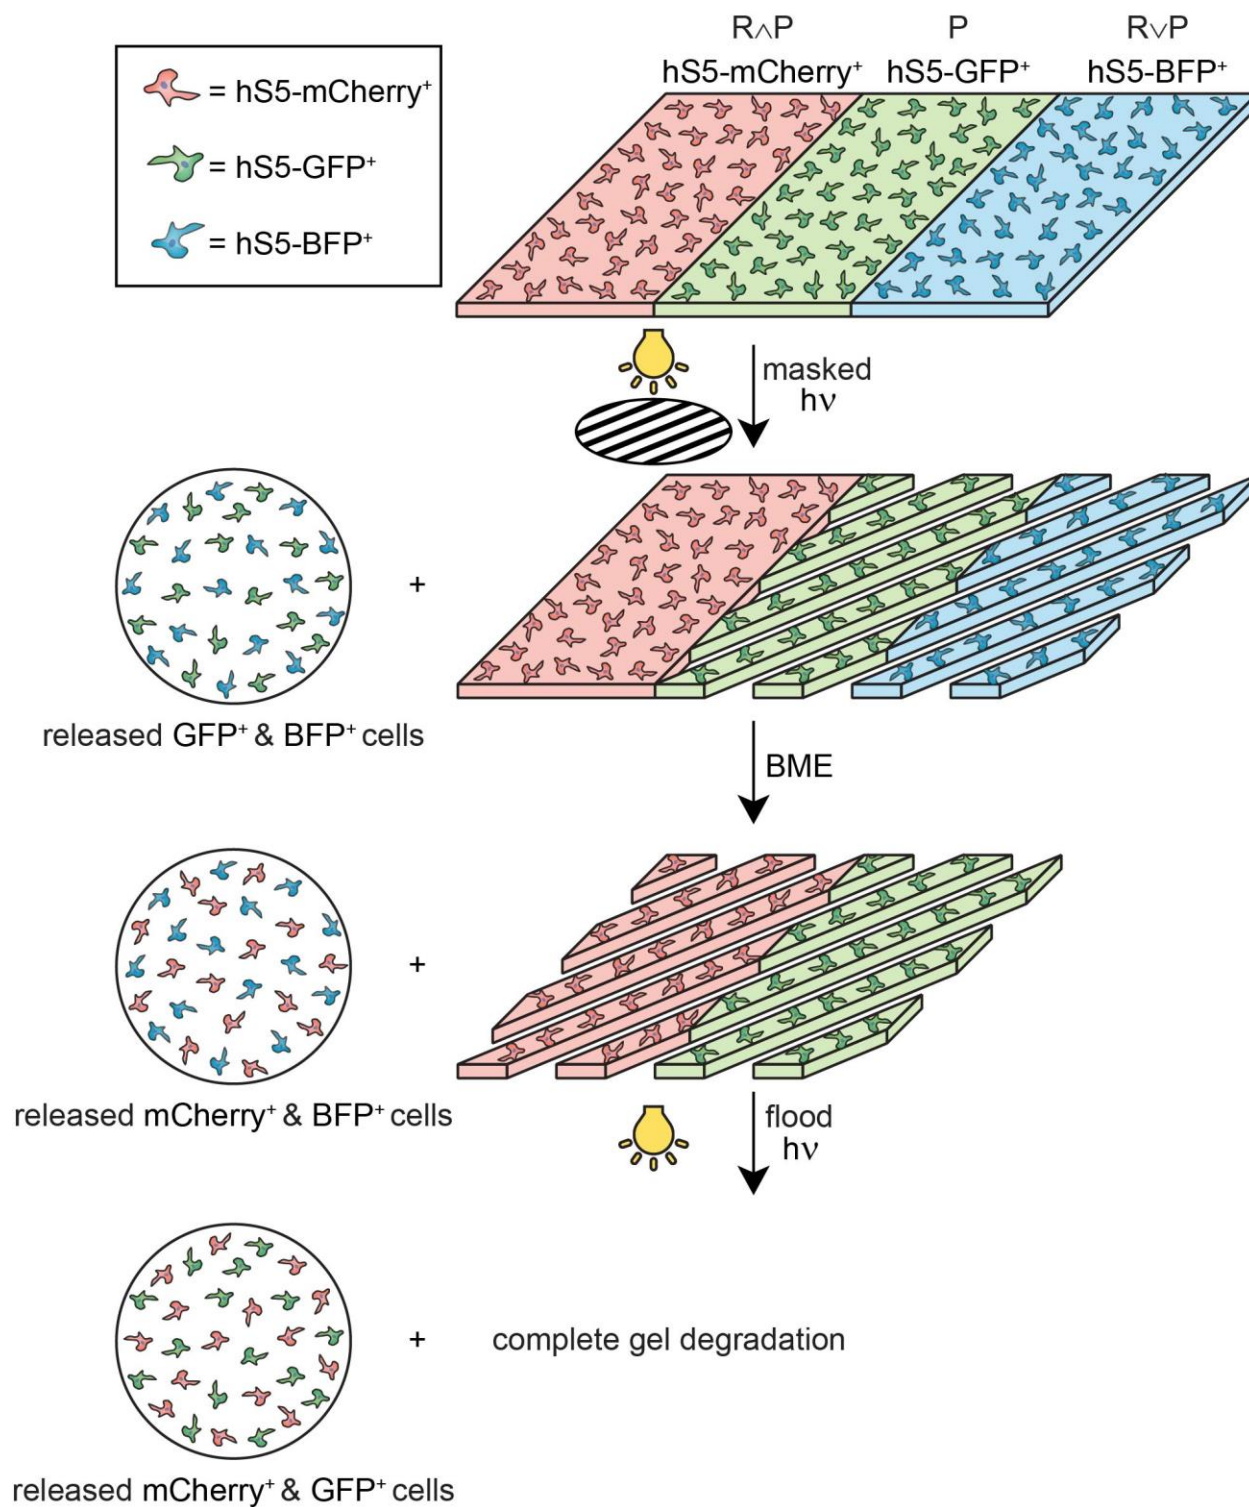 R∧P P R∨P
hS5-mCherry⁺ hS5-GFP⁺ hS5-BFP⁺
= hS5-mCherry⁺
= hS5-GFP⁺
= hS5-BFP⁺
masked
hν
+
released GFP⁺ & BFP⁺ cells
BME
+
released mCherry⁺ & BFP⁺ cells
flood
hν
+
complete gel degradation
released mCherry⁺ & GFP⁺ cells